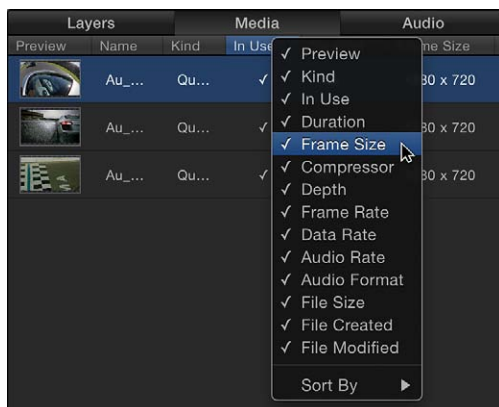 Layers Media Audio
Preview Name Kind In Use me Size
Au_... Qu... ✓ 80 x 720
Au_... Qu... ✓ 80 x 720
Au_... Qu... ✓ 80 x 720
✓ Preview
✓ Kind
✓ In Use
✓ Duration
✓ Frame Size
✓ Compressor
✓ Depth
✓ Frame Rate
✓ Data Rate
✓ Audio Rate
✓ Audio Format
✓ File Size
✓ File Created
✓ File Modified
Sort By ▶